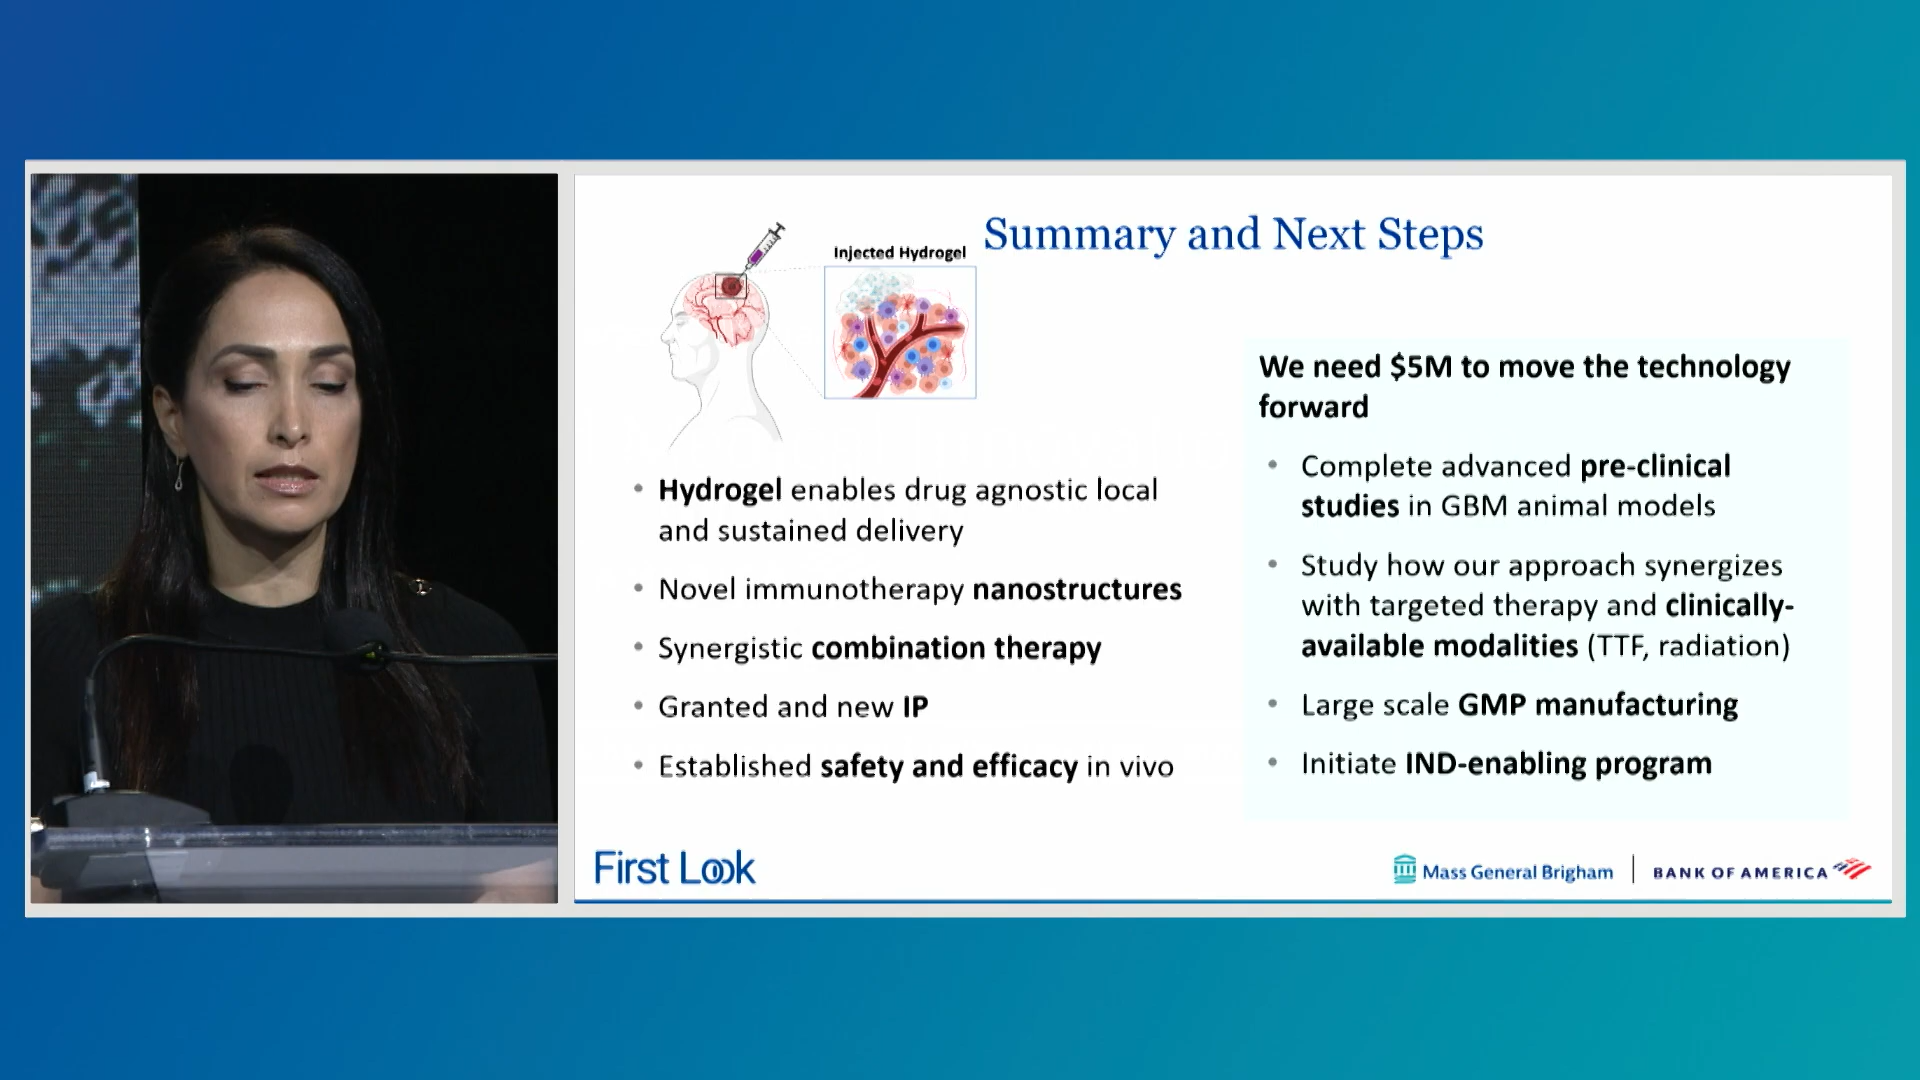 Summary and Next Steps
Injected Hydrogel
• Hydrogel enables drug agnostic local
and sustained delivery
• Novel immunotherapy nanostructures
• Synergistic combination therapy
• Granted and new IP
• Established safety and efficacy in vivo
We need $5M to move the technology
forward
• Complete advanced pre-clinical
studies in GBM animal models
• Study how our approach synergizes
with targeted therapy and clinically-
available modalities (TTF, radiation)
• Large scale GMP manufacturing
• Initiate IND-enabling program
First Look
Mass General Brigham
BANK OF AMERICA